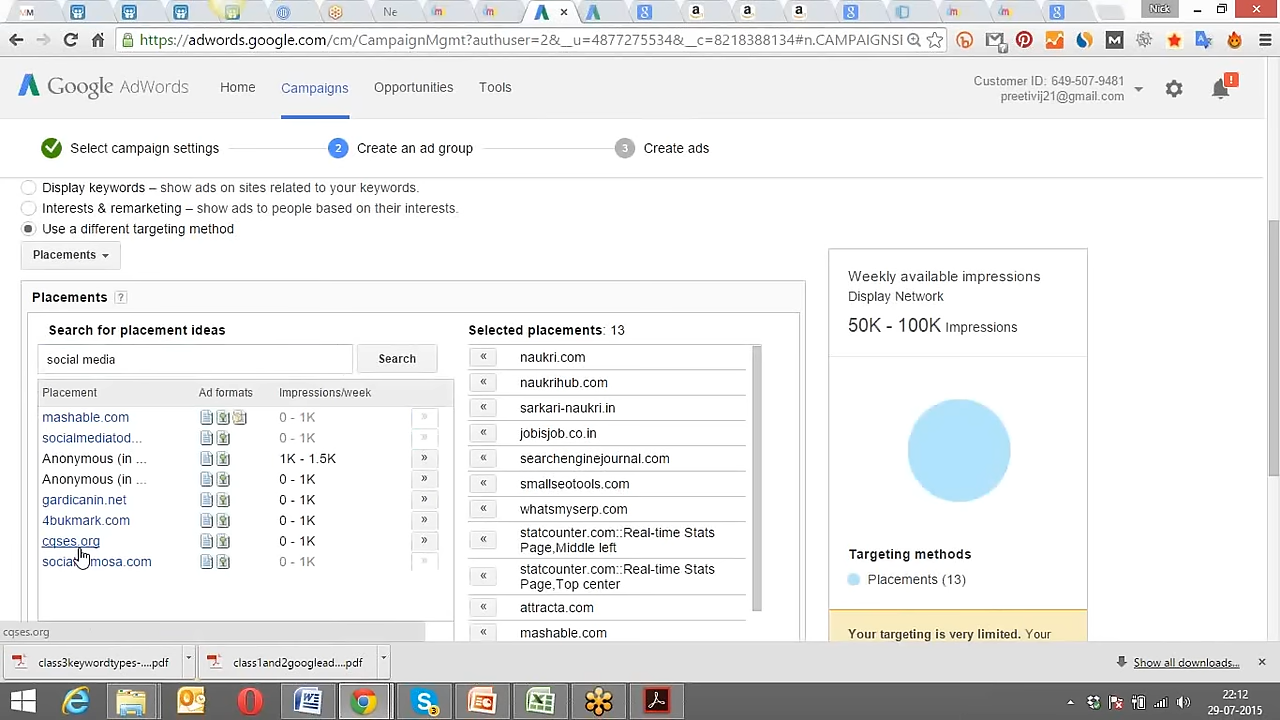 Ne
Nick
https://adwords.google.com/cm/CampaignMgmt?authuser=2&__u=4877275534&__c=8218388134#n.CAMPAIGNSI
Google AdWords
Home
Campaigns
Opportunities
Tools
Customer ID: 649-507-9481
preetivij21@gmail.com
Select campaign settings
2
Create an ad group
3
Create ads
Display keywords – show ads on sites related to your keywords.
Interests & remarketing – show ads to people based on their interests.
Use a different targeting method
Placements
Placements ?
Search for placement ideas
social media
Search
Placement Ad formats Impressions/week
mashable.com 0 - 1K »
socialmediatod... 0 - 1K »
Anonymous (in ... 1K - 1.5K »
Anonymous (in ... 0 - 1K »
gardicanin.net 0 - 1K »
4bukmark.com 0 - 1K »
cqses.org 0 - 1K »
0 - 1K »
Selected placements: 13
« naukri.com
« naukrihub.com
« sarkari-naukri.in
« jobisjob.co.in
« searchenginejournal.com
« smallseotools.com
« whatsmyserp.com
« statcounter.com::Real-time Stats
Page,Middle left
« statcounter.com::Real-time Stats
Page,Top center
« attracta.com
« mashable.com
Weekly available impressions
Display Network
50K - 100K Impressions
Targeting methods
Placements (13)
Your targeting is very limited. Your
cqses.org
class3keywordtypes-....pdf
class1and2googlead....pdf
Show all downloads...
22:12
29-07-2015